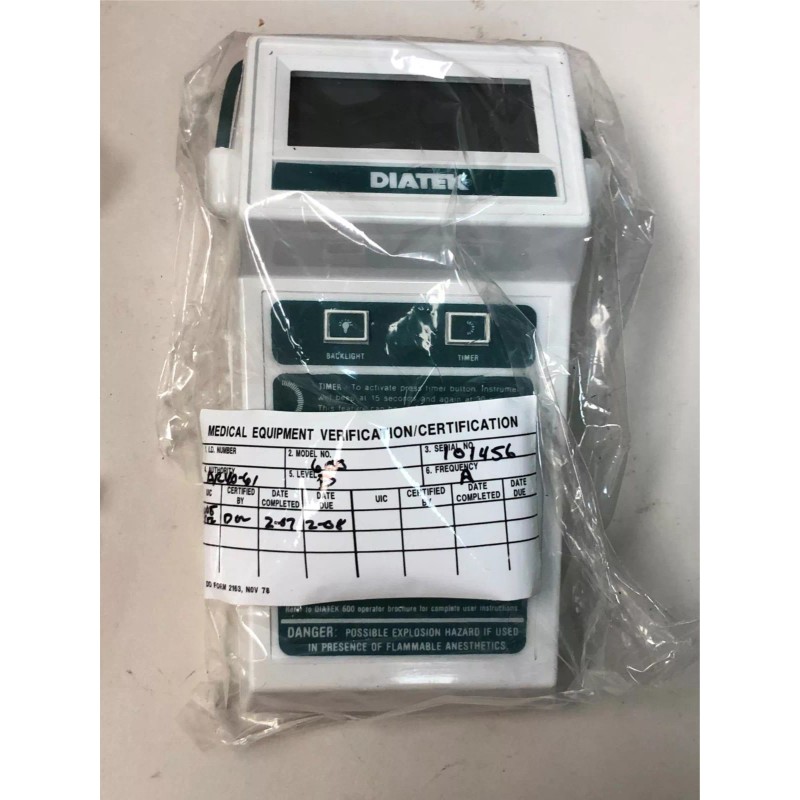 DIATEK
BACKLIGHT TIMER
TIMER - To activate press timer button. Instrument
will beep at 15 seconds and again at 30
This
MEDICAL EQUIPMENT VERIFICATION/CERTIFICATION
1. I.D. NUMBER 2. MODEL NO. 600 3. SERIAL NO. 101456
4. AUTHORITY 5. LEVEL 6. FREQUENCY A
UIC CERTIFIED BY DATE COMPLETED DATE DUE UIC CERTIFIED BY DATE COMPLETED DATE DUE
2-07 2-08
DD FORM 2163, NOV 78
Refer to DIATEK 600 operator brochure for complete user instructions.
DANGER: POSSIBLE EXPLOSION HAZARD IF USED
IN PRESENCE OF FLAMMABLE ANESTHETICS.